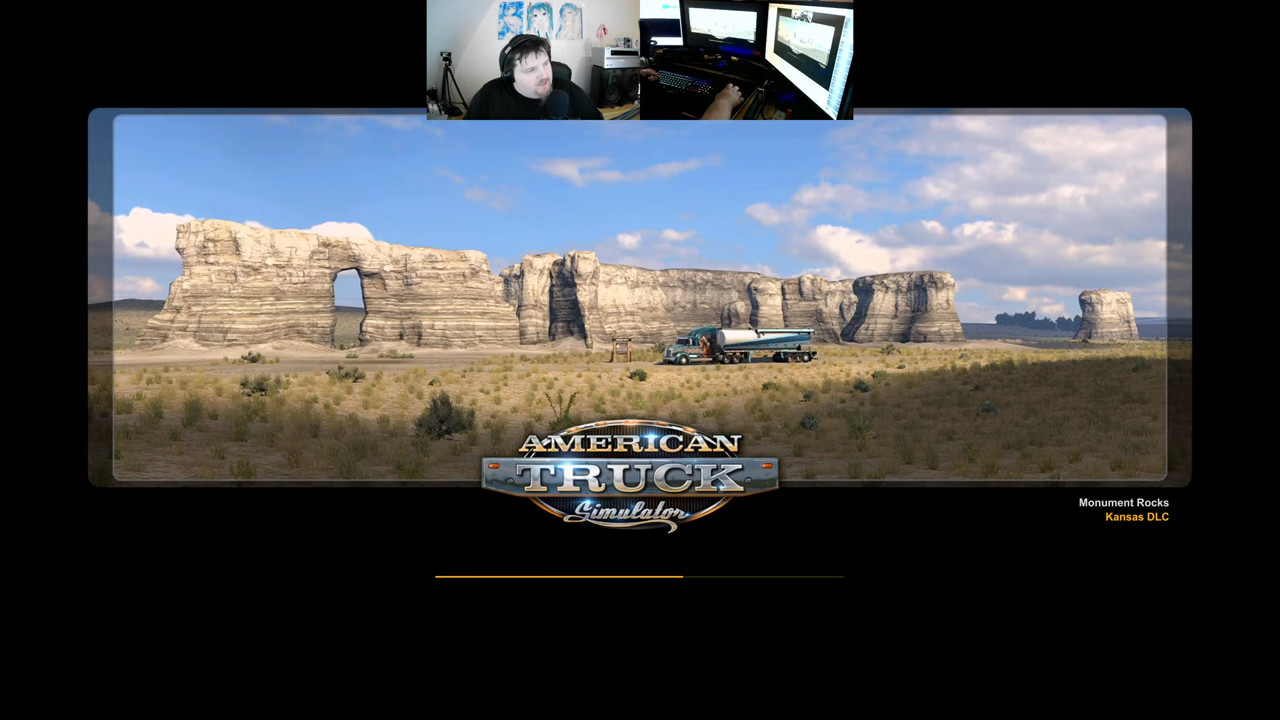 AMERICAN
TRUCK
Simulator
Monument Rocks
Kansas DLC